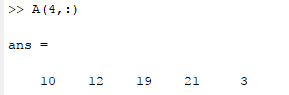 >> A(4,:)
ans =
10 12 19 21 3